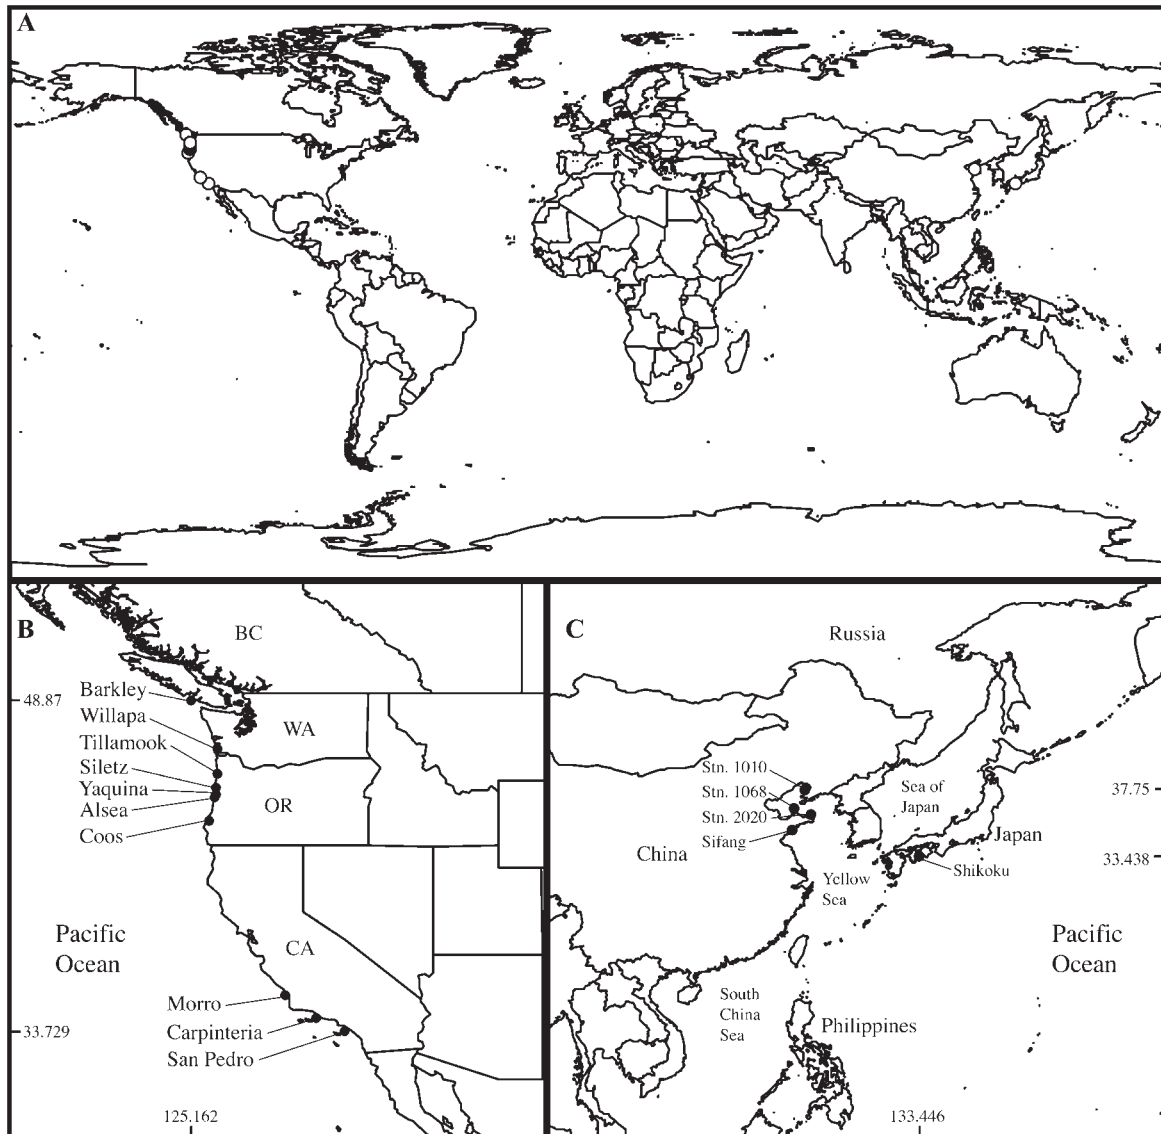 A
B
BC
Barkley
48.87
Willapa
WA
Tillamook
Siletz
Yaquina
Alsea
OR
Coos
Pacific
Ocean
CA
Morro
Carpinteria
33.729
San Pedro
125.162
C
Russia
Stn. 1010
Stn. 1068
Stn. 2020
Sifang
Sea of
Japan
37.75
Japan
China
33.438
Shikoku
Yellow
Sea
Pacific
Ocean
South
China
Sea
Philippines
133.446